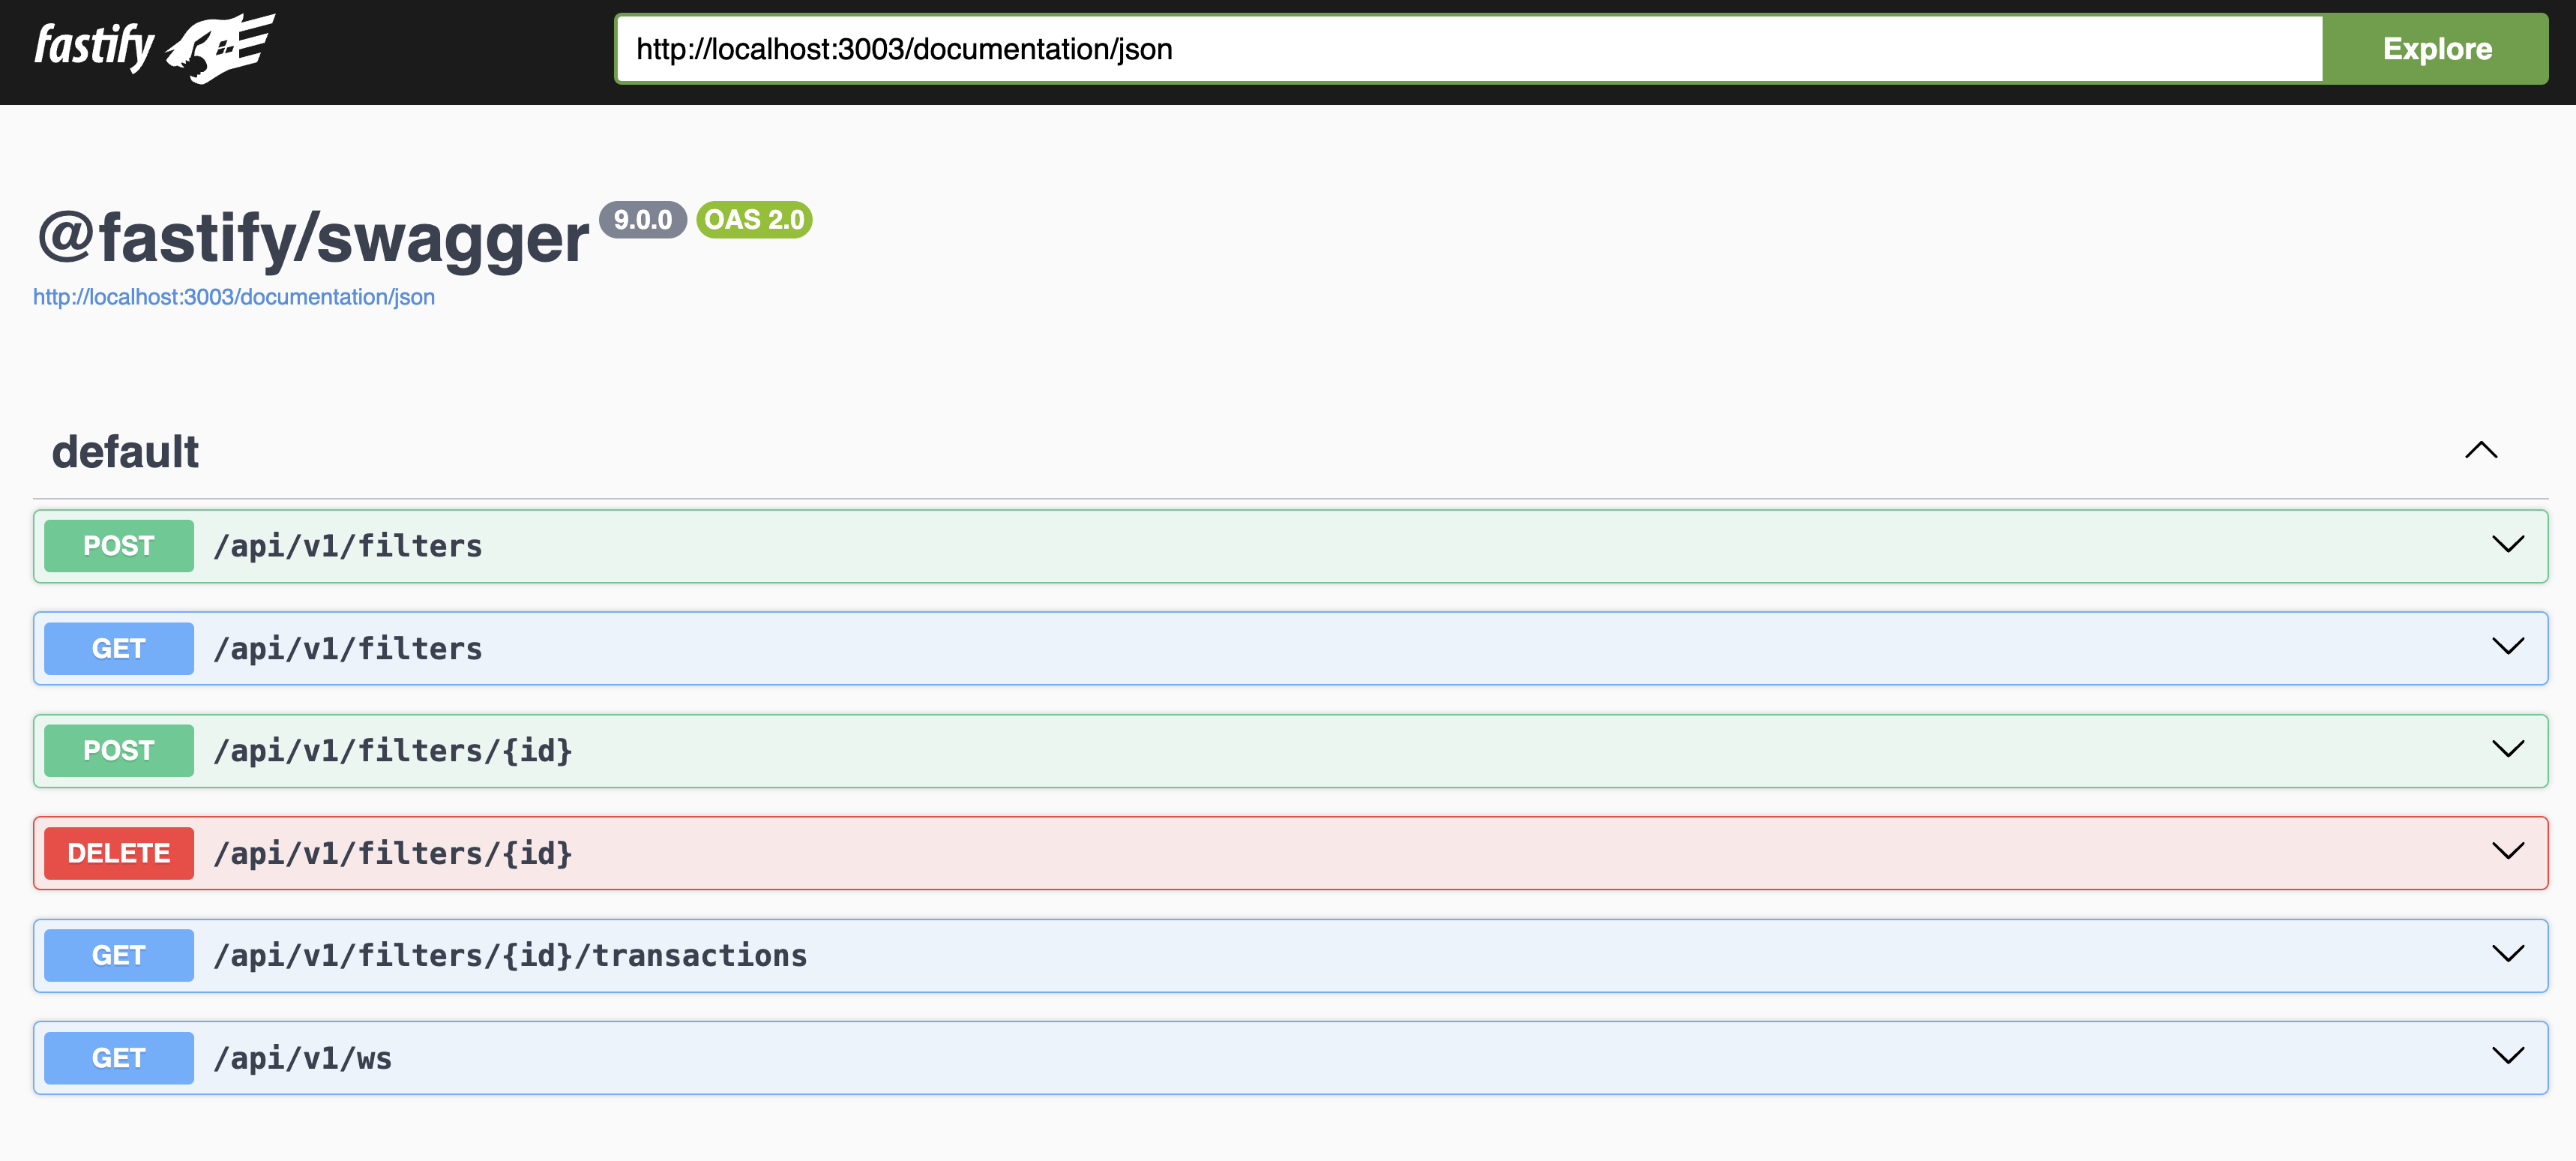 fastify
http://localhost:3003/documentation/json
Explore
@fastify/swagger 9.0.0 OAS 2.0
http://localhost:3003/documentation/json
default
POST /api/v1/filters
GET /api/v1/filters
POST /api/v1/filters/{id}
DELETE /api/v1/filters/{id}
GET /api/v1/filters/{id}/transactions
GET /api/v1/ws